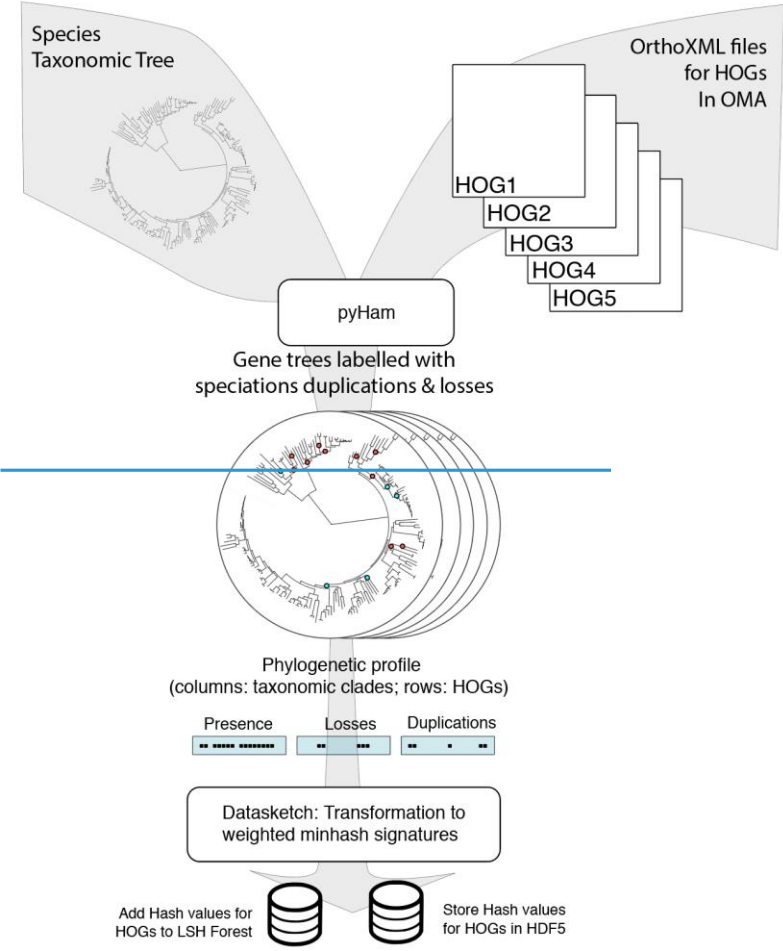 Species
Taxonomic Tree
OrthoXML files
for HOGs
In OMA
HOG1
HOG2
HOG3
HOG4
HOG5
pyHam
Gene trees labelled with
speciations duplications & losses
Phylogenetic profile
(columns: taxonomic clades; rows: HOGs)
Presence
Losses
Duplications
Datasketch: Transformation to
weighted minhash signatures
Add Hash values for
HOGs to LSH Forest
Store Hash values
for HOGs in HDF5